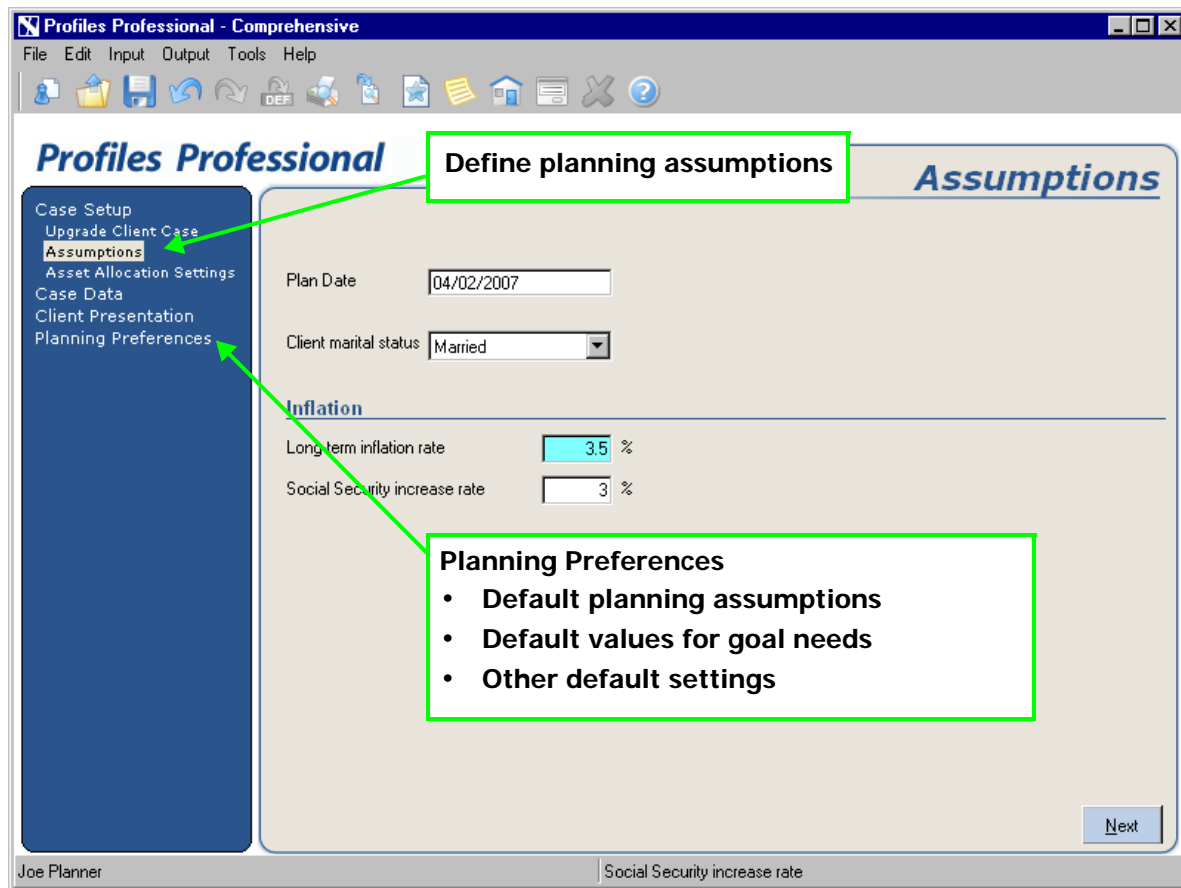 Profiles Professional - Comprehensive
File Edit Input Output Tools Help
DEF
Profiles Professional
Define planning assumptions
Assumptions
Case Setup
Upgrade Client Case
Assumptions
Asset Allocation Settings
Case Data
Client Presentation
Planning Preferences
Plan Date 04/02/2007
Client marital status Married
Inflation
Long term inflation rate 3.5 %
Social Security increase rate 3 %
Planning Preferences
• Default planning assumptions
• Default values for goal needs
• Other default settings
Next
Joe Planner Social Security increase rate